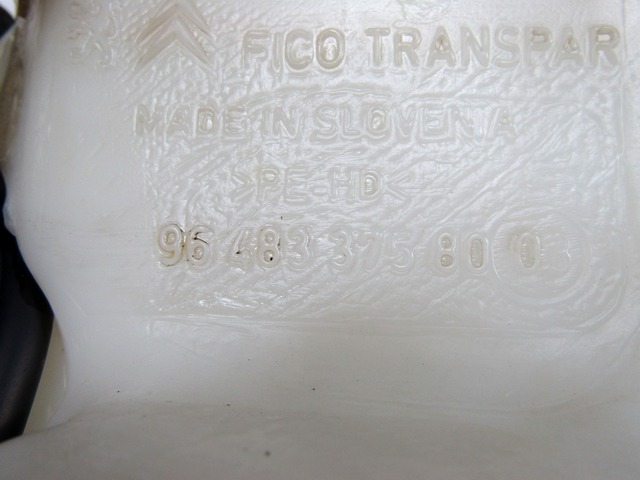 FICO TRANSPAR
MADE IN SLOVENIA
>PE-HD<
96 483 375 80